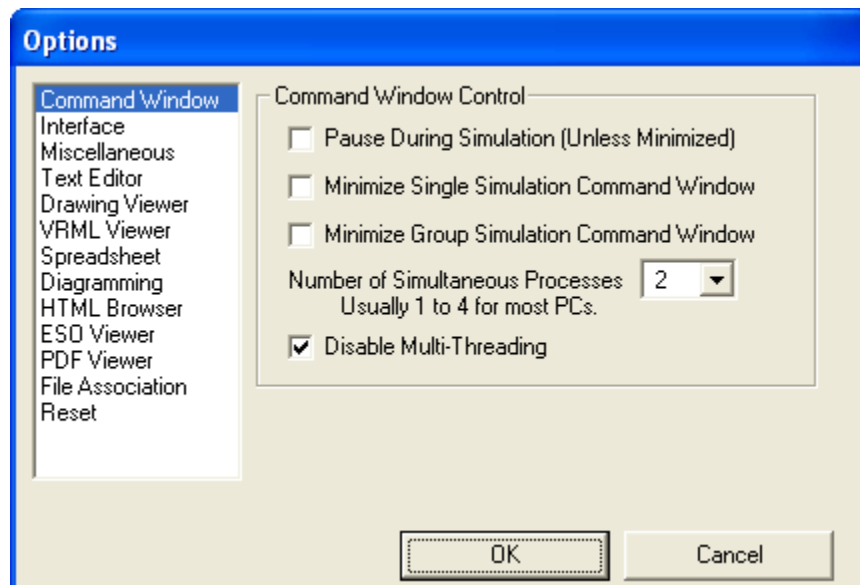 Options
Command Window
Interface
Miscellaneous
Text Editor
Drawing Viewer
VRML Viewer
Spreadsheet
Diagramming
HTML Browser
ESO Viewer
PDF Viewer
File Association
Reset
Command Window Control
Pause During Simulation (Unless Minimized)
Minimize Single Simulation Command Window
Minimize Group Simulation Command Window
Number of Simultaneous Processes 2
Usually 1 to 4 for most PCs.
Disable Multi-Threading
OK Cancel